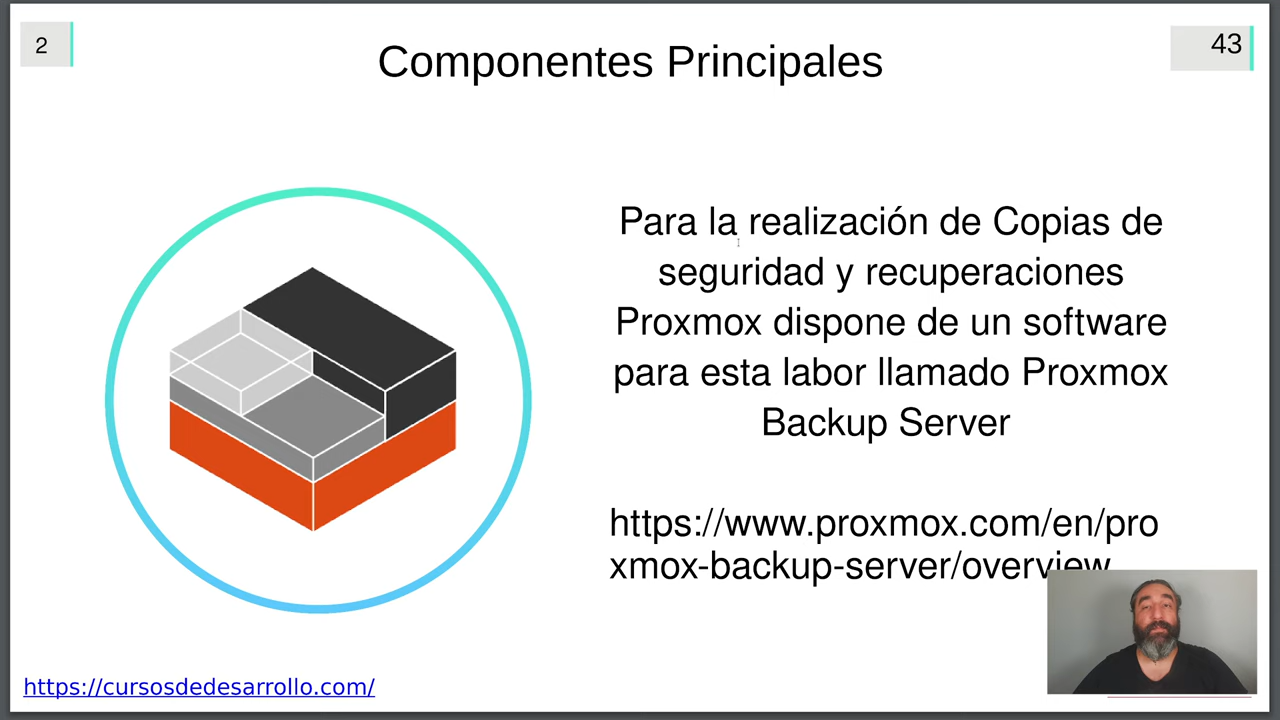 2
43
Componentes Principales
Para la realización de Copias de
seguridad y recuperaciones
Proxmox dispone de un software
para esta labor llamado Proxmox
Backup Server
https://www.proxmox.com/en/pro
xmox-backup-server/overview
https://cursosdedesarrollo.com/